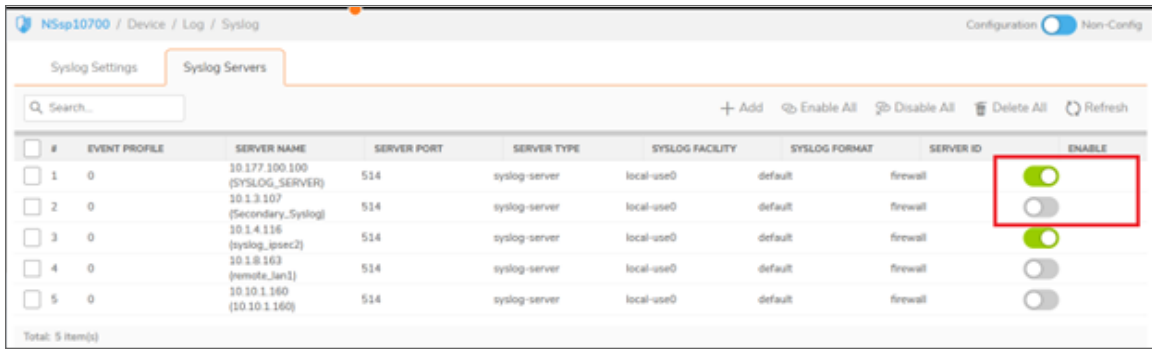 NSsp10700 / Device / Log / Syslog
Configuration Non-Config
Syslog Settings Syslog Servers
Search...
Add Enable All Disable All Delete All Refresh
# EVENT PROFILE SERVER NAME SERVER PORT SERVER TYPE SYSLOG FACILITY SYSLOG FORMAT SERVER ID ENABLE
1 0 10.177.100.100 (SYSLOG_SERVER) 514 syslog-server local-use0 default firewall
2 0 10.1.3.107 (Secondary_Syslog) 514 syslog-server local-use0 default firewall
3 0 10.1.4.116 (syslog_ipsec2) 514 syslog-server local-use0 default firewall
4 0 10.1.8.163 (remote_lan1) 514 syslog-server local-use0 default firewall
5 0 10.10.1.160 (10.10.1.160) 514 syslog-server local-use0 default firewall
Total: 5 item(s)